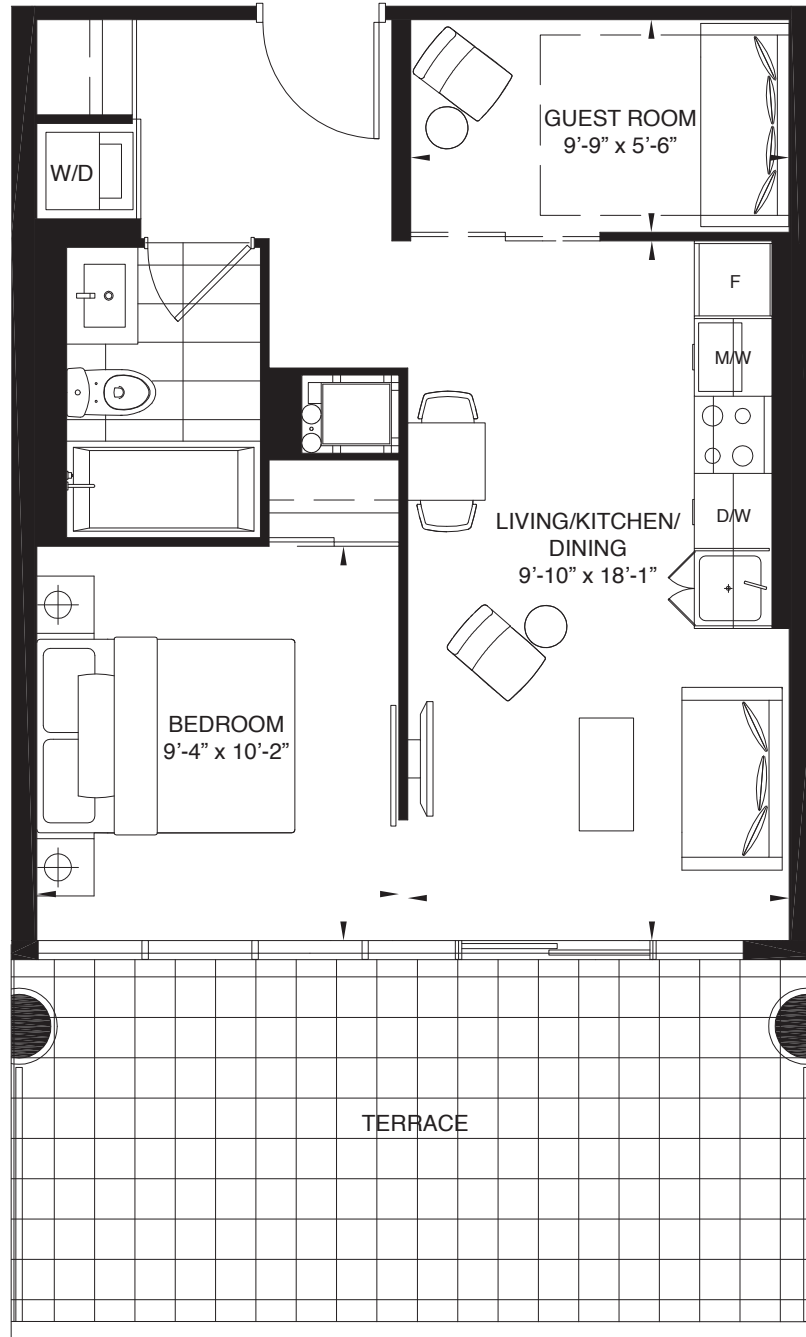 GUEST ROOM
9’-9” x 5’-6”
W/D
F
M/W
D/W
LIVING/KITCHEN/
DINING
9’-10” x 18’-1”
BEDROOM
9’-4” x 10’-2”
TERRACE